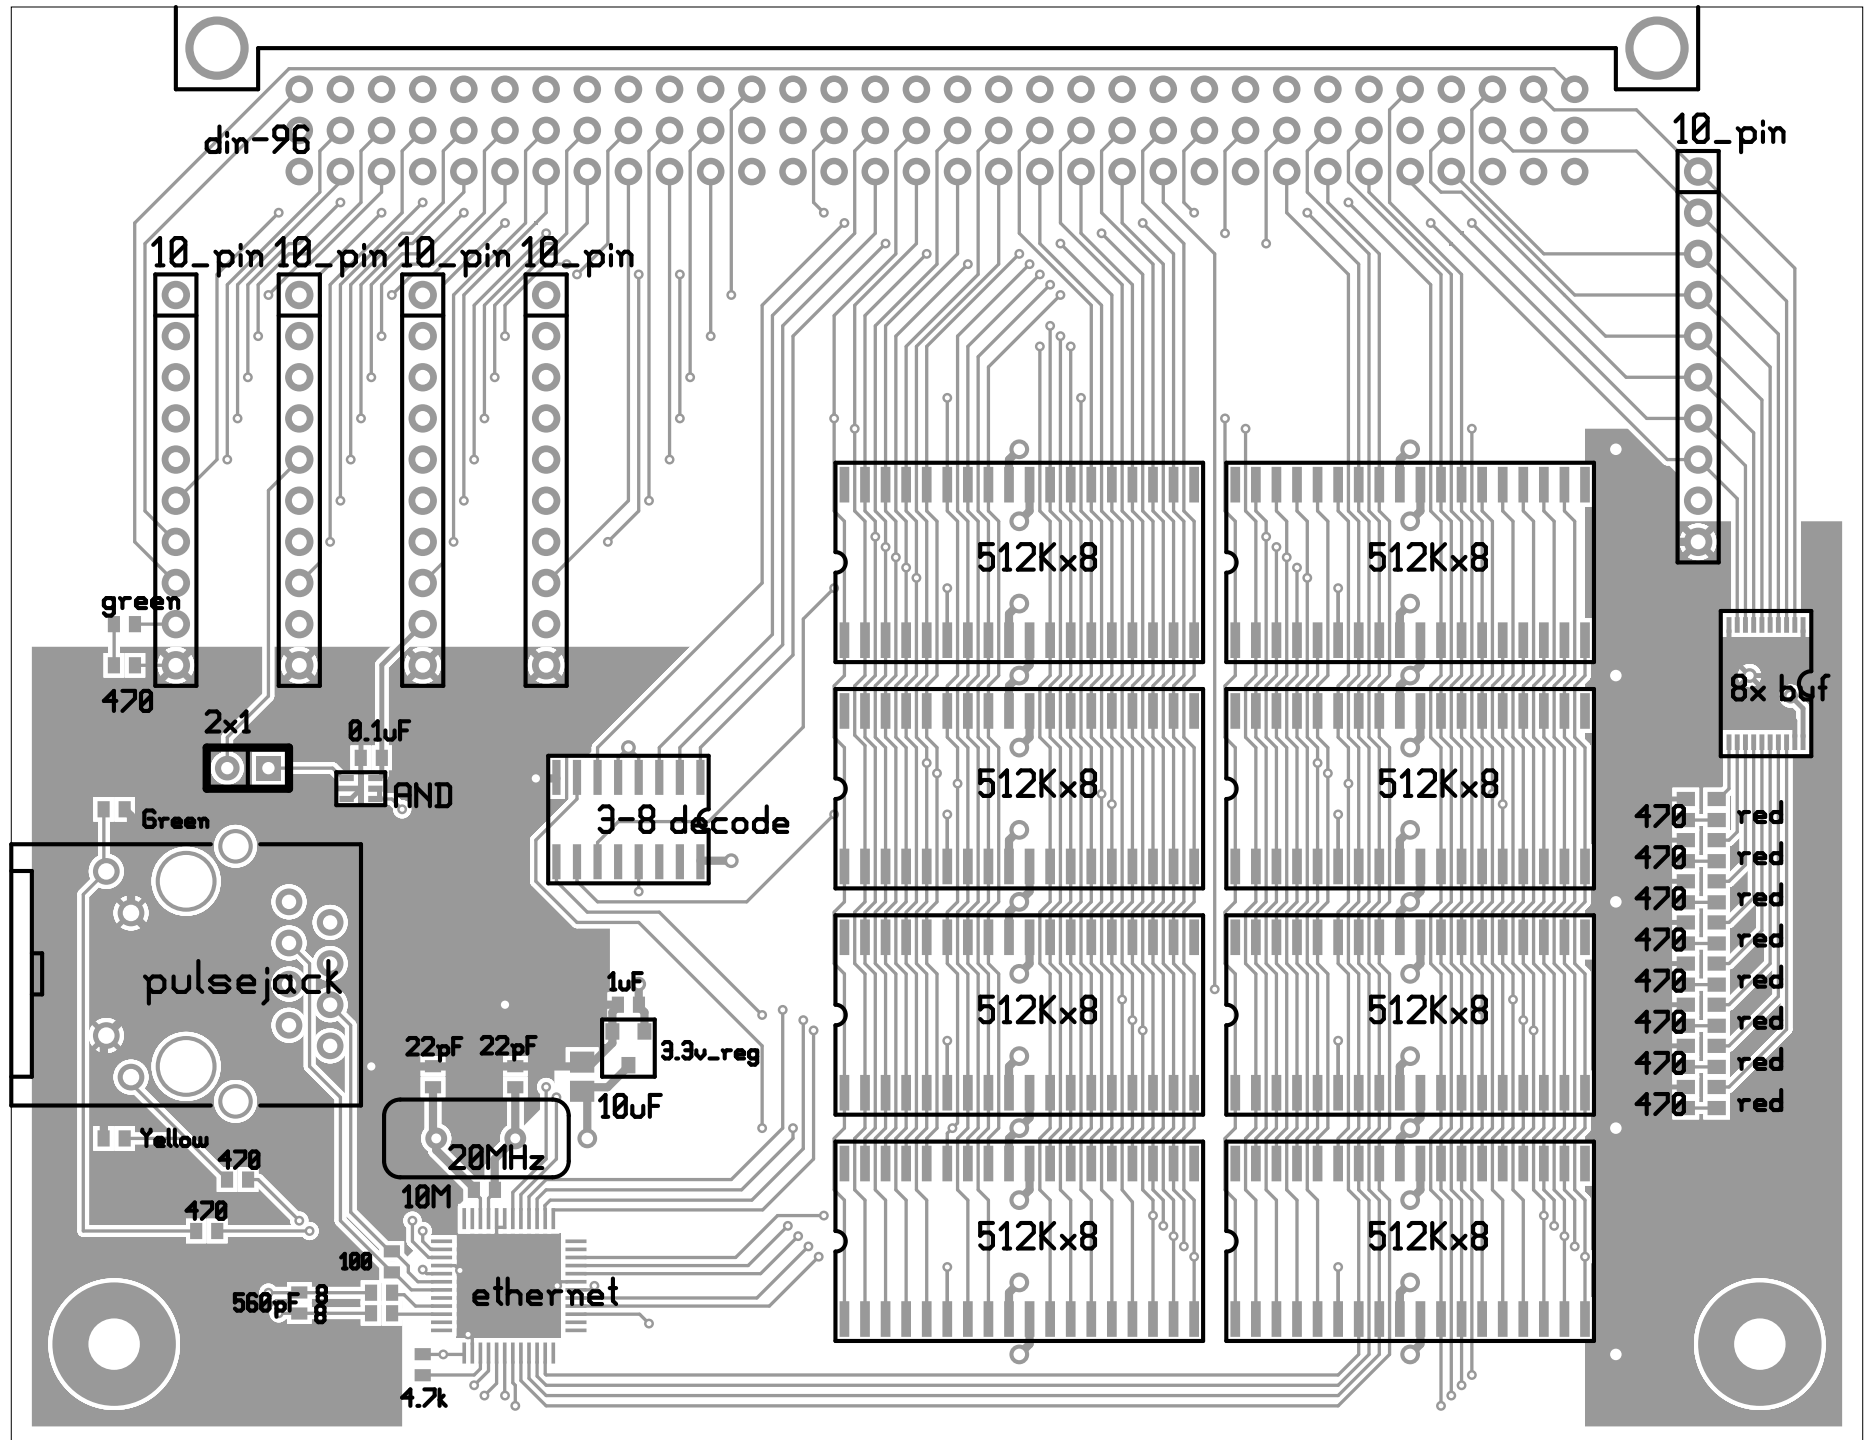 din-96
10_pin
10_pin 10_pin 10_pin 10_pin
512Kx8 512Kx8
green
470
8x buf
2x1
0.1uF
AND
512Kx8 512Kx8
3-8 decode
Green
470 red
470 red
470 red
470 red
470 red
470 red
470 red
470 red
pulsejack
1uF
512Kx8 512Kx8
22pF 22pF
3.3v_reg
10uF
Yellow
20MHz
470
10M
470
512Kx8 512Kx8
100
ethernet
560pF 8
8
4.7k